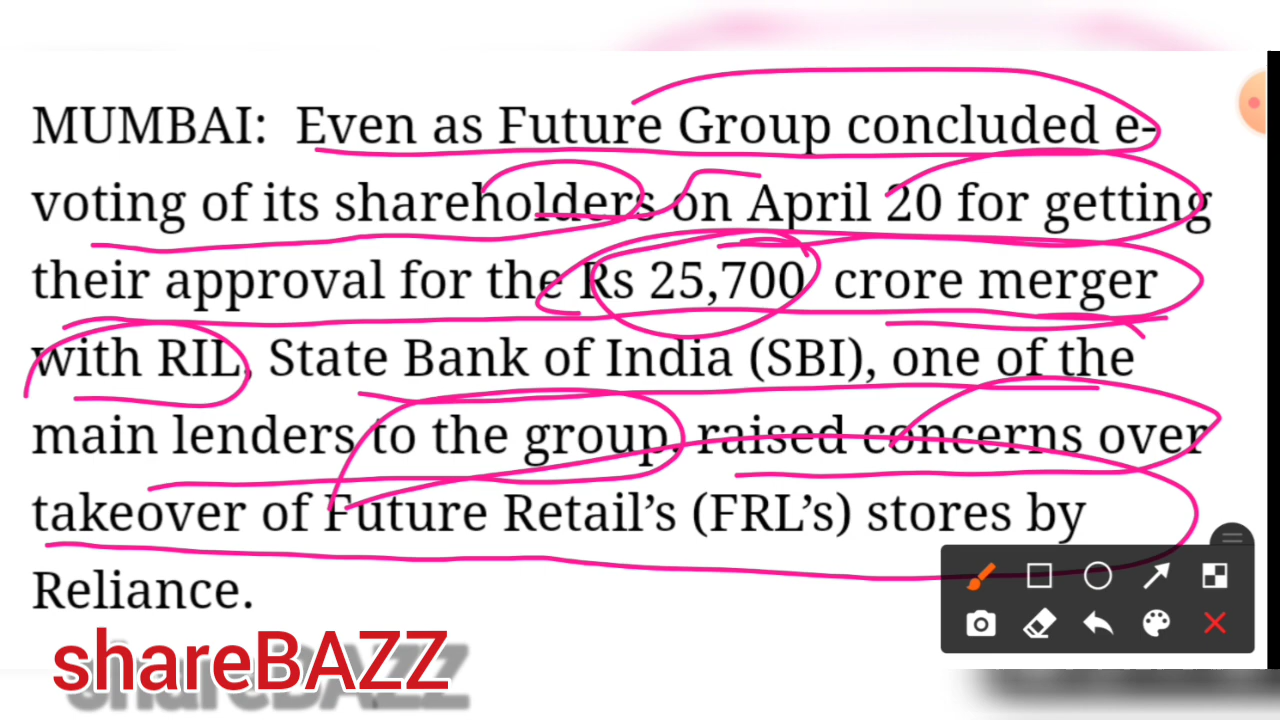 MUMBAI: Even as Future Group concluded e-
voting of its shareholders on April 20 for getting
their approval for the Rs 25,700 crore merger
with RIL, State Bank of India (SBI), one of the
main lenders to the group, raised concerns over
takeover of Future Retail’s (FRL’s) stores by
Reliance.
shareBAZZ